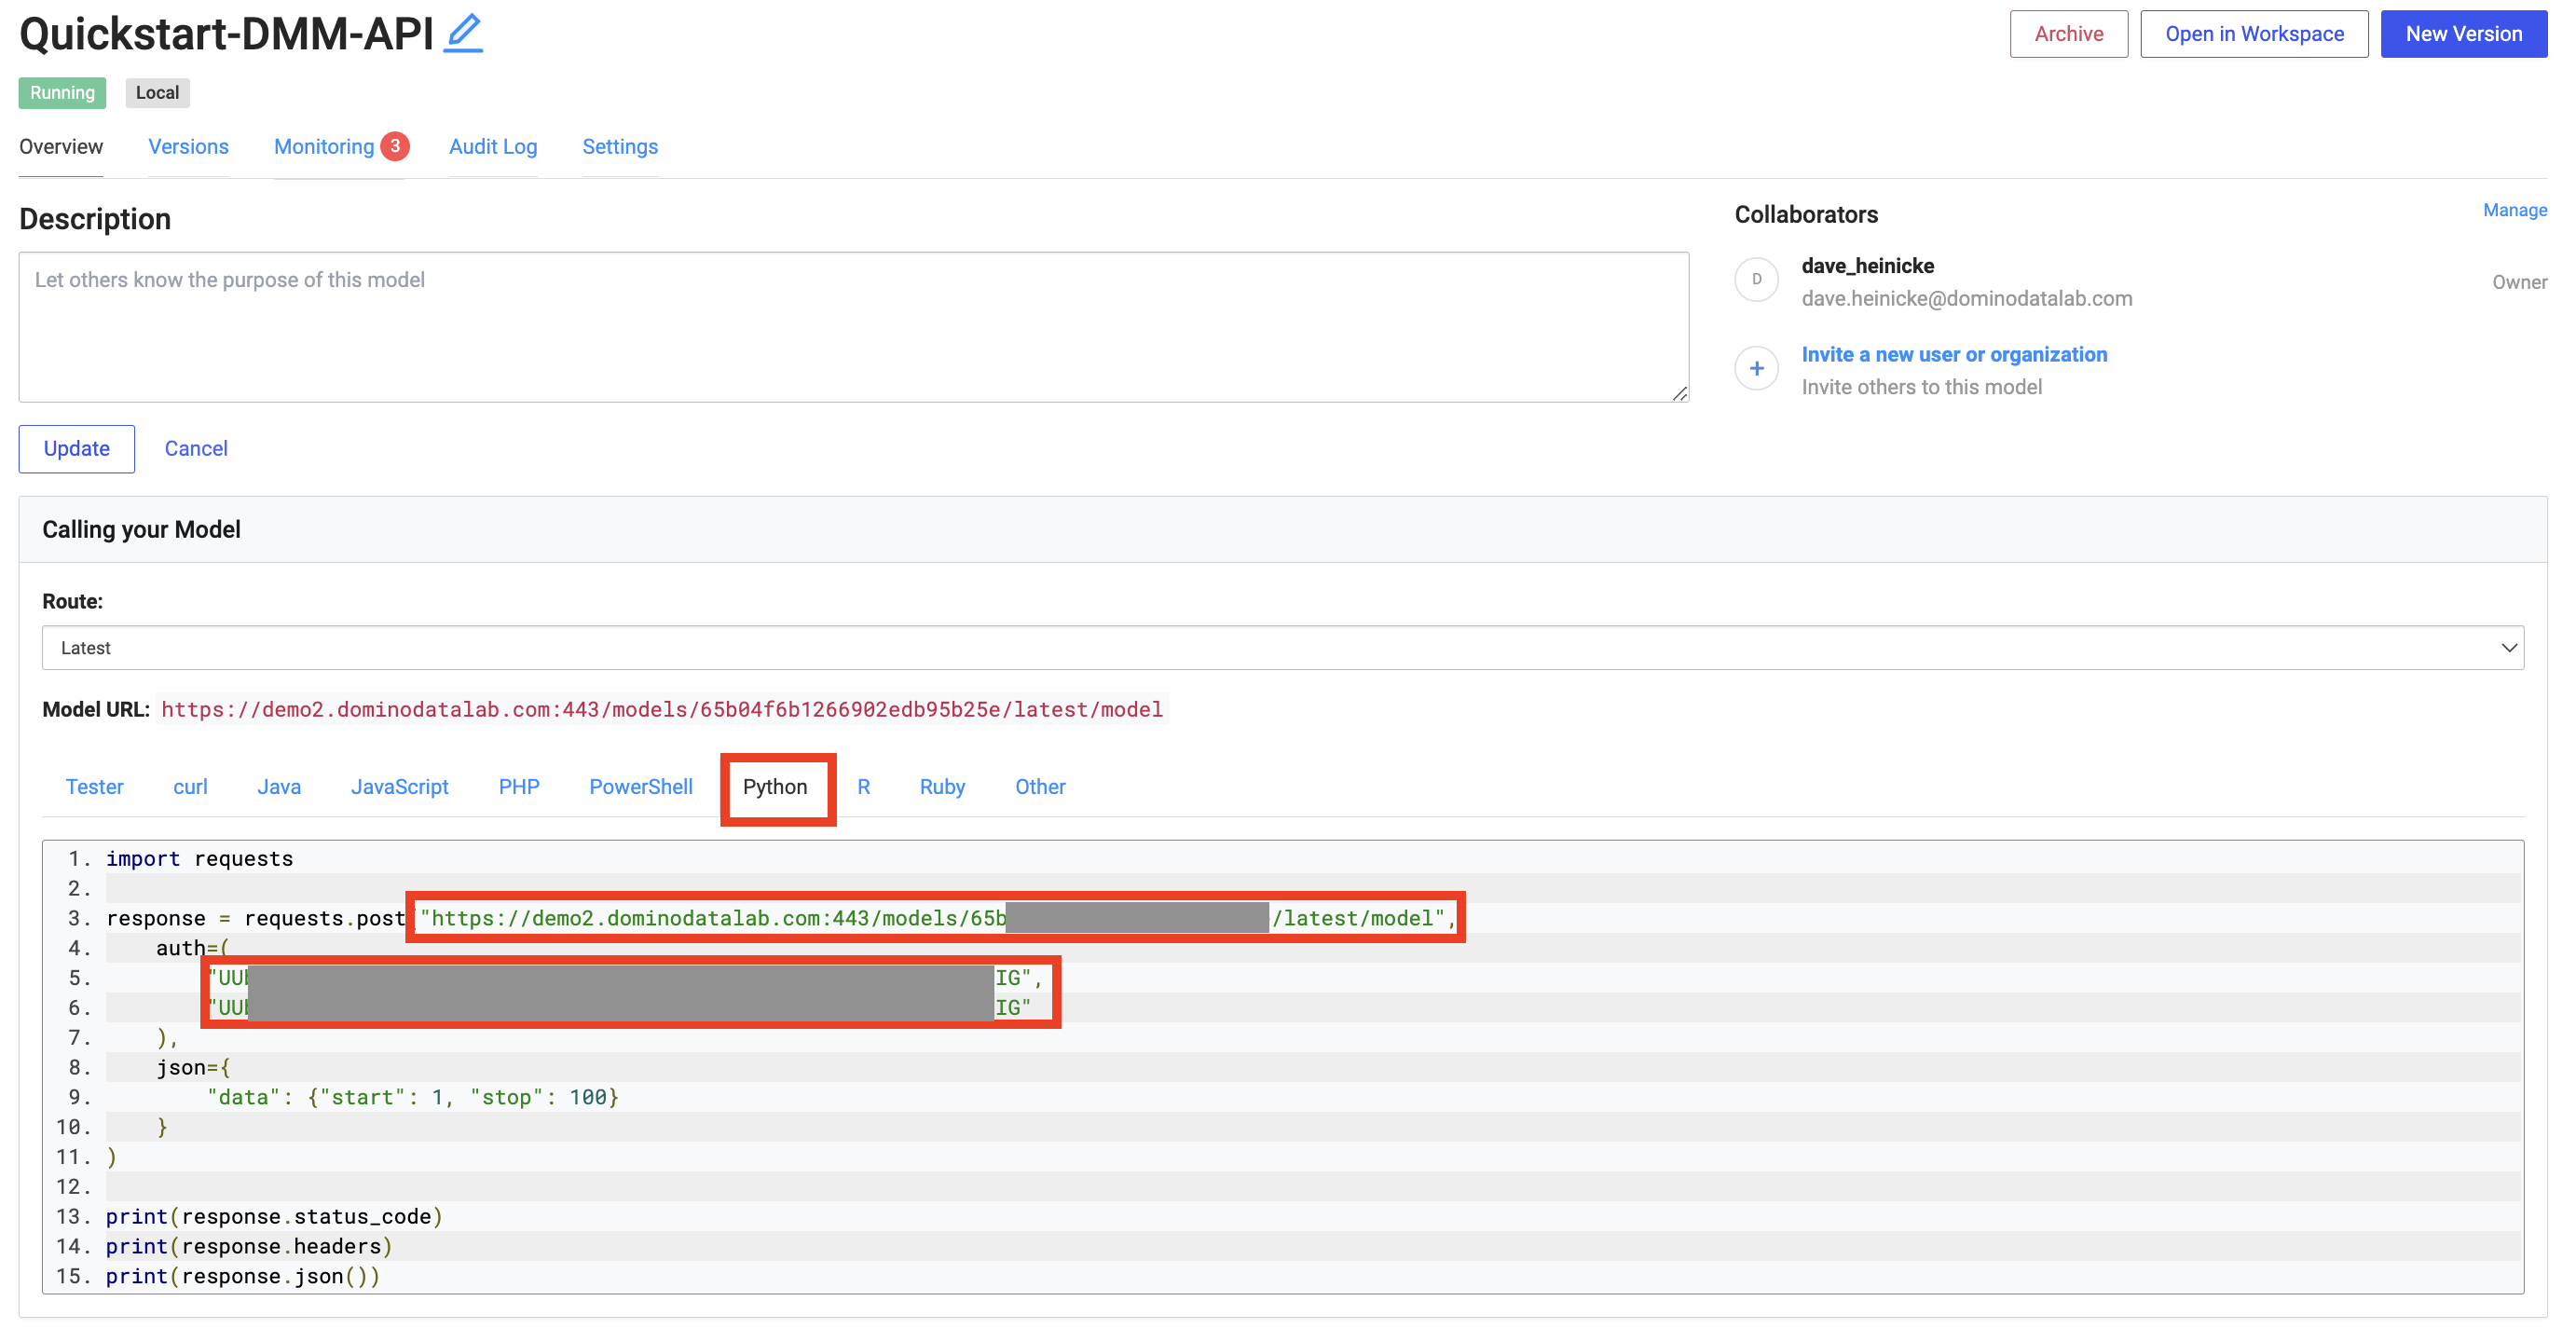 Quickstart-DMM-API
Archive
Open in Workspace
New Version
Running
Local
Overview
Versions
Monitoring 3
Audit Log
Settings
Description
Let others know the purpose of this model
Update
Cancel
Collaborators
Manage
D
dave_heinicke
dave.heinicke@dominodatalab.com
Owner
+
Invite a new user or organization
Invite others to this model
Calling your Model
Route:
Latest
Model URL: https://demo2.dominodatalab.com:443/models/65b04f6b1266902edb95b25e/latest/model
Tester
curl
Java
JavaScript
PHP
PowerShell
Python
R
Ruby
Other
1. import requests
2.
3. response = requests.post("https://demo2.dominodatalab.com:443/models/65b /latest/model",
4. auth=(
5. "UU IG",
6. "UU IG"
7. ),
8. json={
9. "data": {"start": 1, "stop": 100}
10. }
11. )
12.
13. print(response.status_code)
14. print(response.headers)
15. print(response.json())